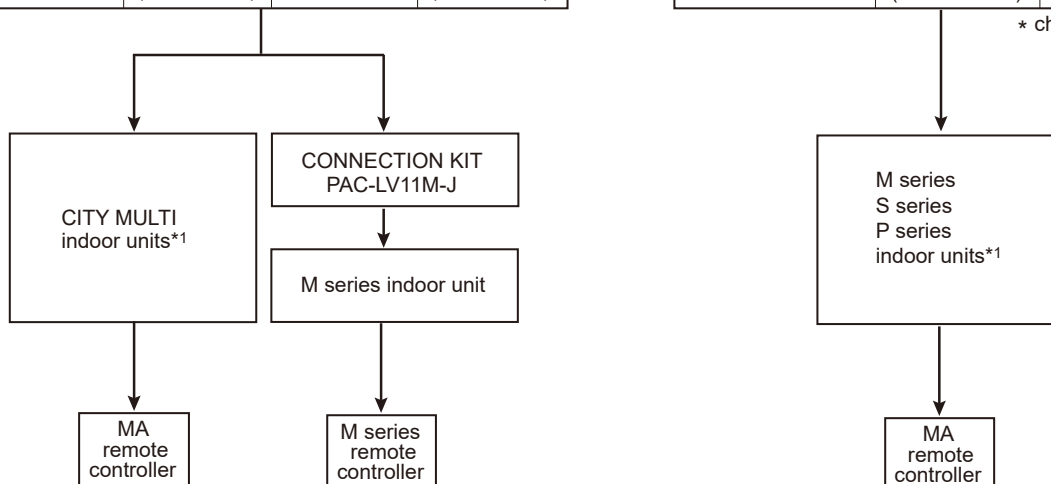 * ch
CITY MULTI
indoor units*1
CONNECTION KIT
PAC-LV11M-J
M series indoor unit
MA
remote
controller
M series
remote
controller
M series
S series
P series
indoor units*1
MA
remote
controller